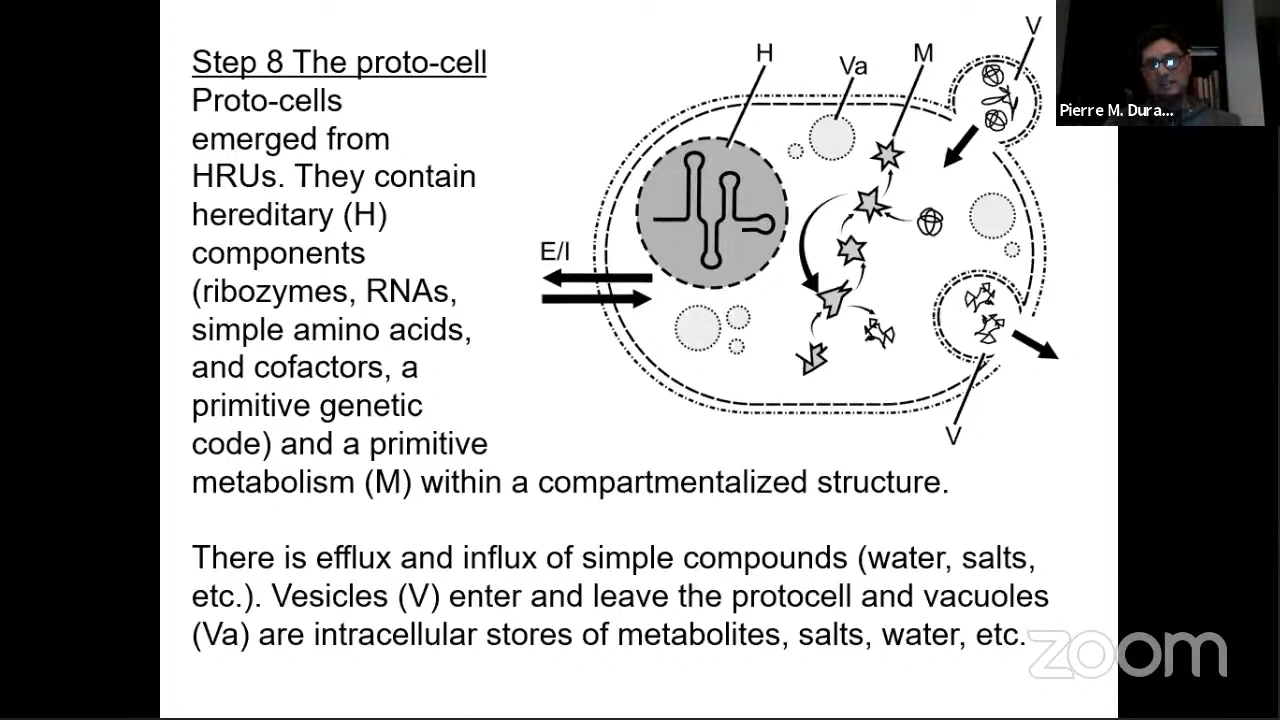 Step 8 The proto-cell
Proto-cells
emerged from
HRUs. They contain
hereditary (H)
components
(ribozymes, RNAs,
simple amino acids,
and cofactors, a
primitive genetic
code) and a primitive
metabolism (M) within a compartmentalized structure.
There is efflux and influx of simple compounds (water, salts,
etc.). Vesicles (V) enter and leave the protocell and vacuoles
(Va) are intracellular stores of metabolites, salts, water, etc.
H
Va
M
V
E/I
V
Pierre M. Dura...
zoom